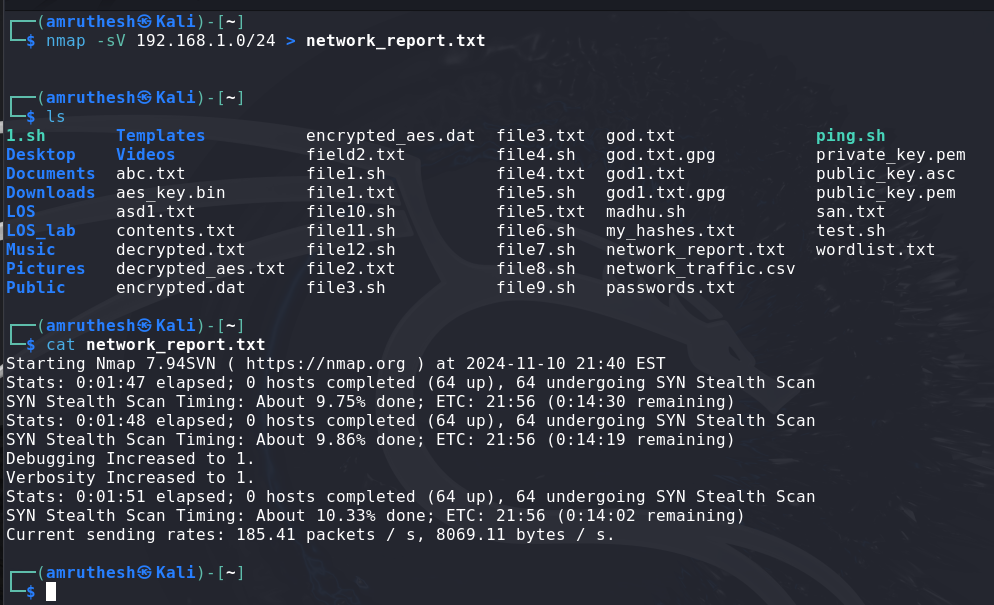 ┌──(amruthesh㉿Kali)-[~]
└─$ nmap -sV 192.168.1.0/24 > network_report.txt
┌──(amruthesh㉿Kali)-[~]
└─$ ls
1.sh Templates encrypted_aes.dat file3.txt god.txt ping.sh
Desktop Videos field2.txt file4.sh god.txt.gpg private_key.pem
Documents abc.txt file1.sh file4.txt god1.txt public_key.asc
Downloads aes_key.bin file1.txt file5.sh god1.txt.gpg public_key.pem
LOS asd1.txt file10.sh file5.txt madhu.sh san.txt
LOS_lab contents.txt file11.sh file6.sh my_hashes.txt test.sh
Music decrypted.txt file12.sh file7.sh network_report.txt wordlist.txt
Pictures decrypted_aes.txt file2.txt file8.sh network_traffic.csv
Public encrypted.dat file3.sh file9.sh passwords.txt
┌──(amruthesh㉿Kali)-[~]
└─$ cat network_report.txt
Starting Nmap 7.94SVN ( https://nmap.org ) at 2024-11-10 21:40 EST
Stats: 0:01:47 elapsed; 0 hosts completed (64 up), 64 undergoing SYN Stealth Scan
SYN Stealth Scan Timing: About 9.75% done; ETC: 21:56 (0:14:30 remaining)
Stats: 0:01:48 elapsed; 0 hosts completed (64 up), 64 undergoing SYN Stealth Scan
SYN Stealth Scan Timing: About 9.86% done; ETC: 21:56 (0:14:19 remaining)
Debugging Increased to 1.
Verbosity Increased to 1.
Stats: 0:01:51 elapsed; 0 hosts completed (64 up), 64 undergoing SYN Stealth Scan
SYN Stealth Scan Timing: About 10.33% done; ETC: 21:56 (0:14:02 remaining)
Current sending rates: 185.41 packets / s, 8069.11 bytes / s.
┌──(amruthesh㉿Kali)-[~]
└─$